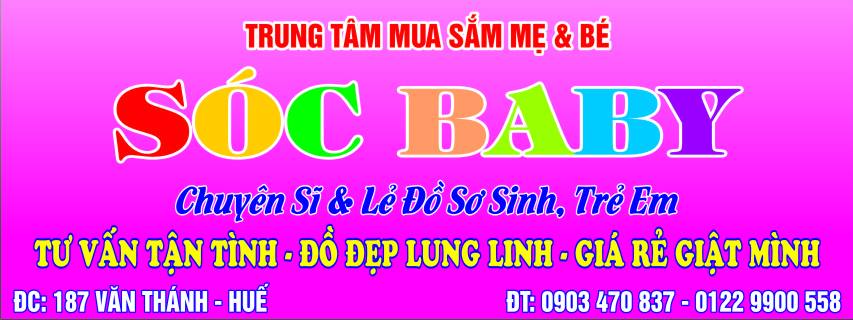 TRUNG TÂM MUA SẮM MẸ & BÉ
SÓC BABY
Chuyên Sĩ & Lẻ Đồ Sơ Sinh, Trẻ Em
TƯ VẤN TẬN TÌNH - ĐỒ ĐẸP LUNG LINH - GIÁ RẺ GIẬT MÌNH
ĐC: 187 VĂN THÁNH - HUẾ ĐT: 0903 470 837 - 0122 9900 558